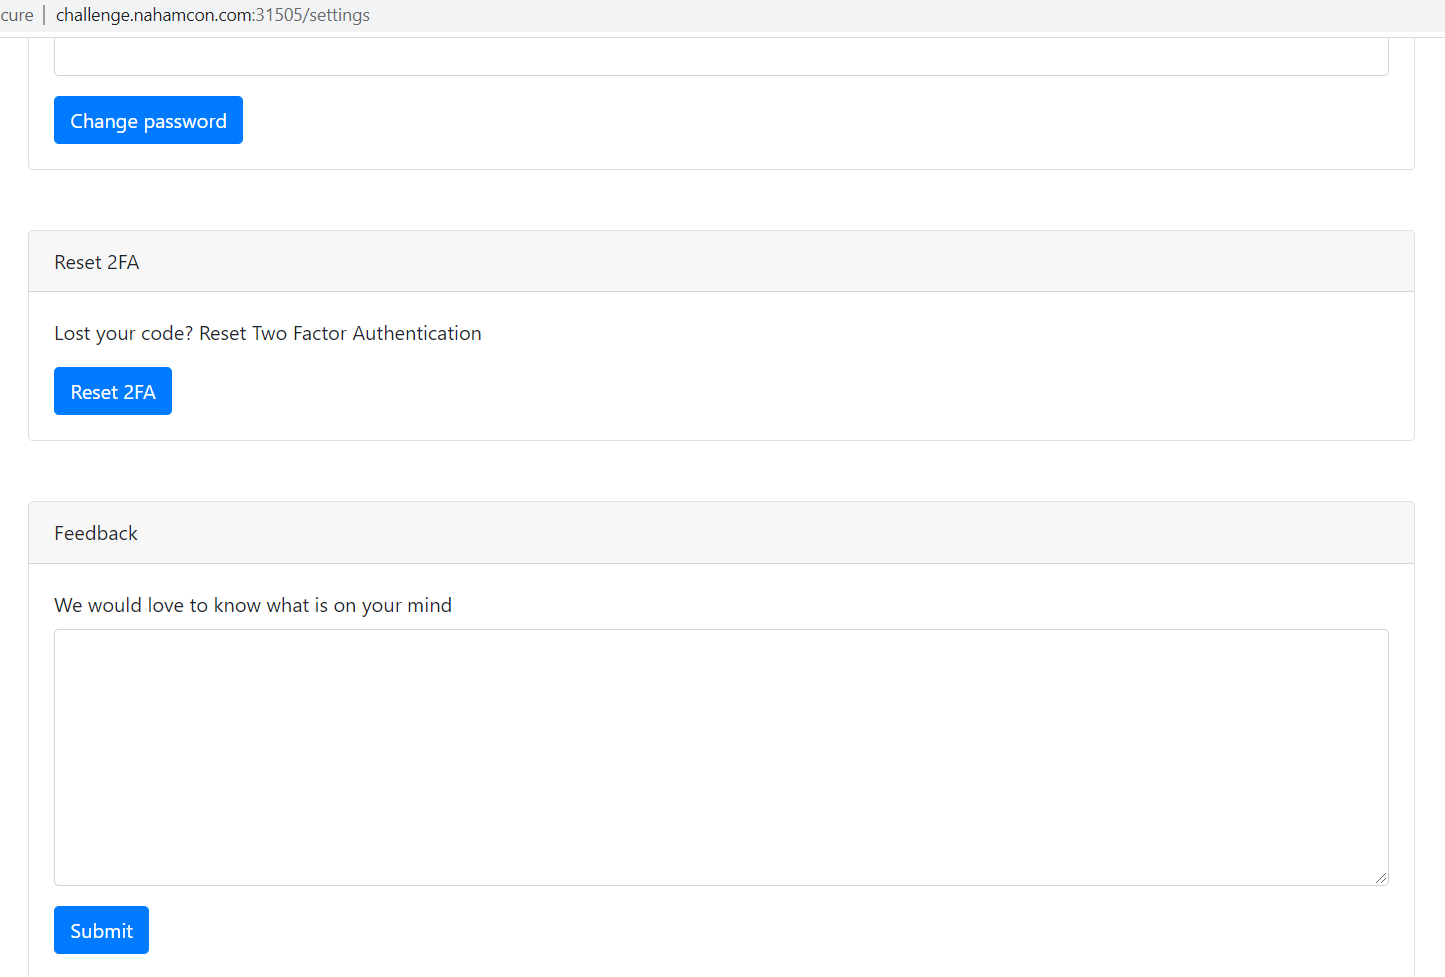 cure | challenge.nahamcon.com:31505/settings
Change password
Reset 2FA
Lost your code? Reset Two Factor Authentication
Reset 2FA
Feedback
We would love to know what is on your mind
Submit